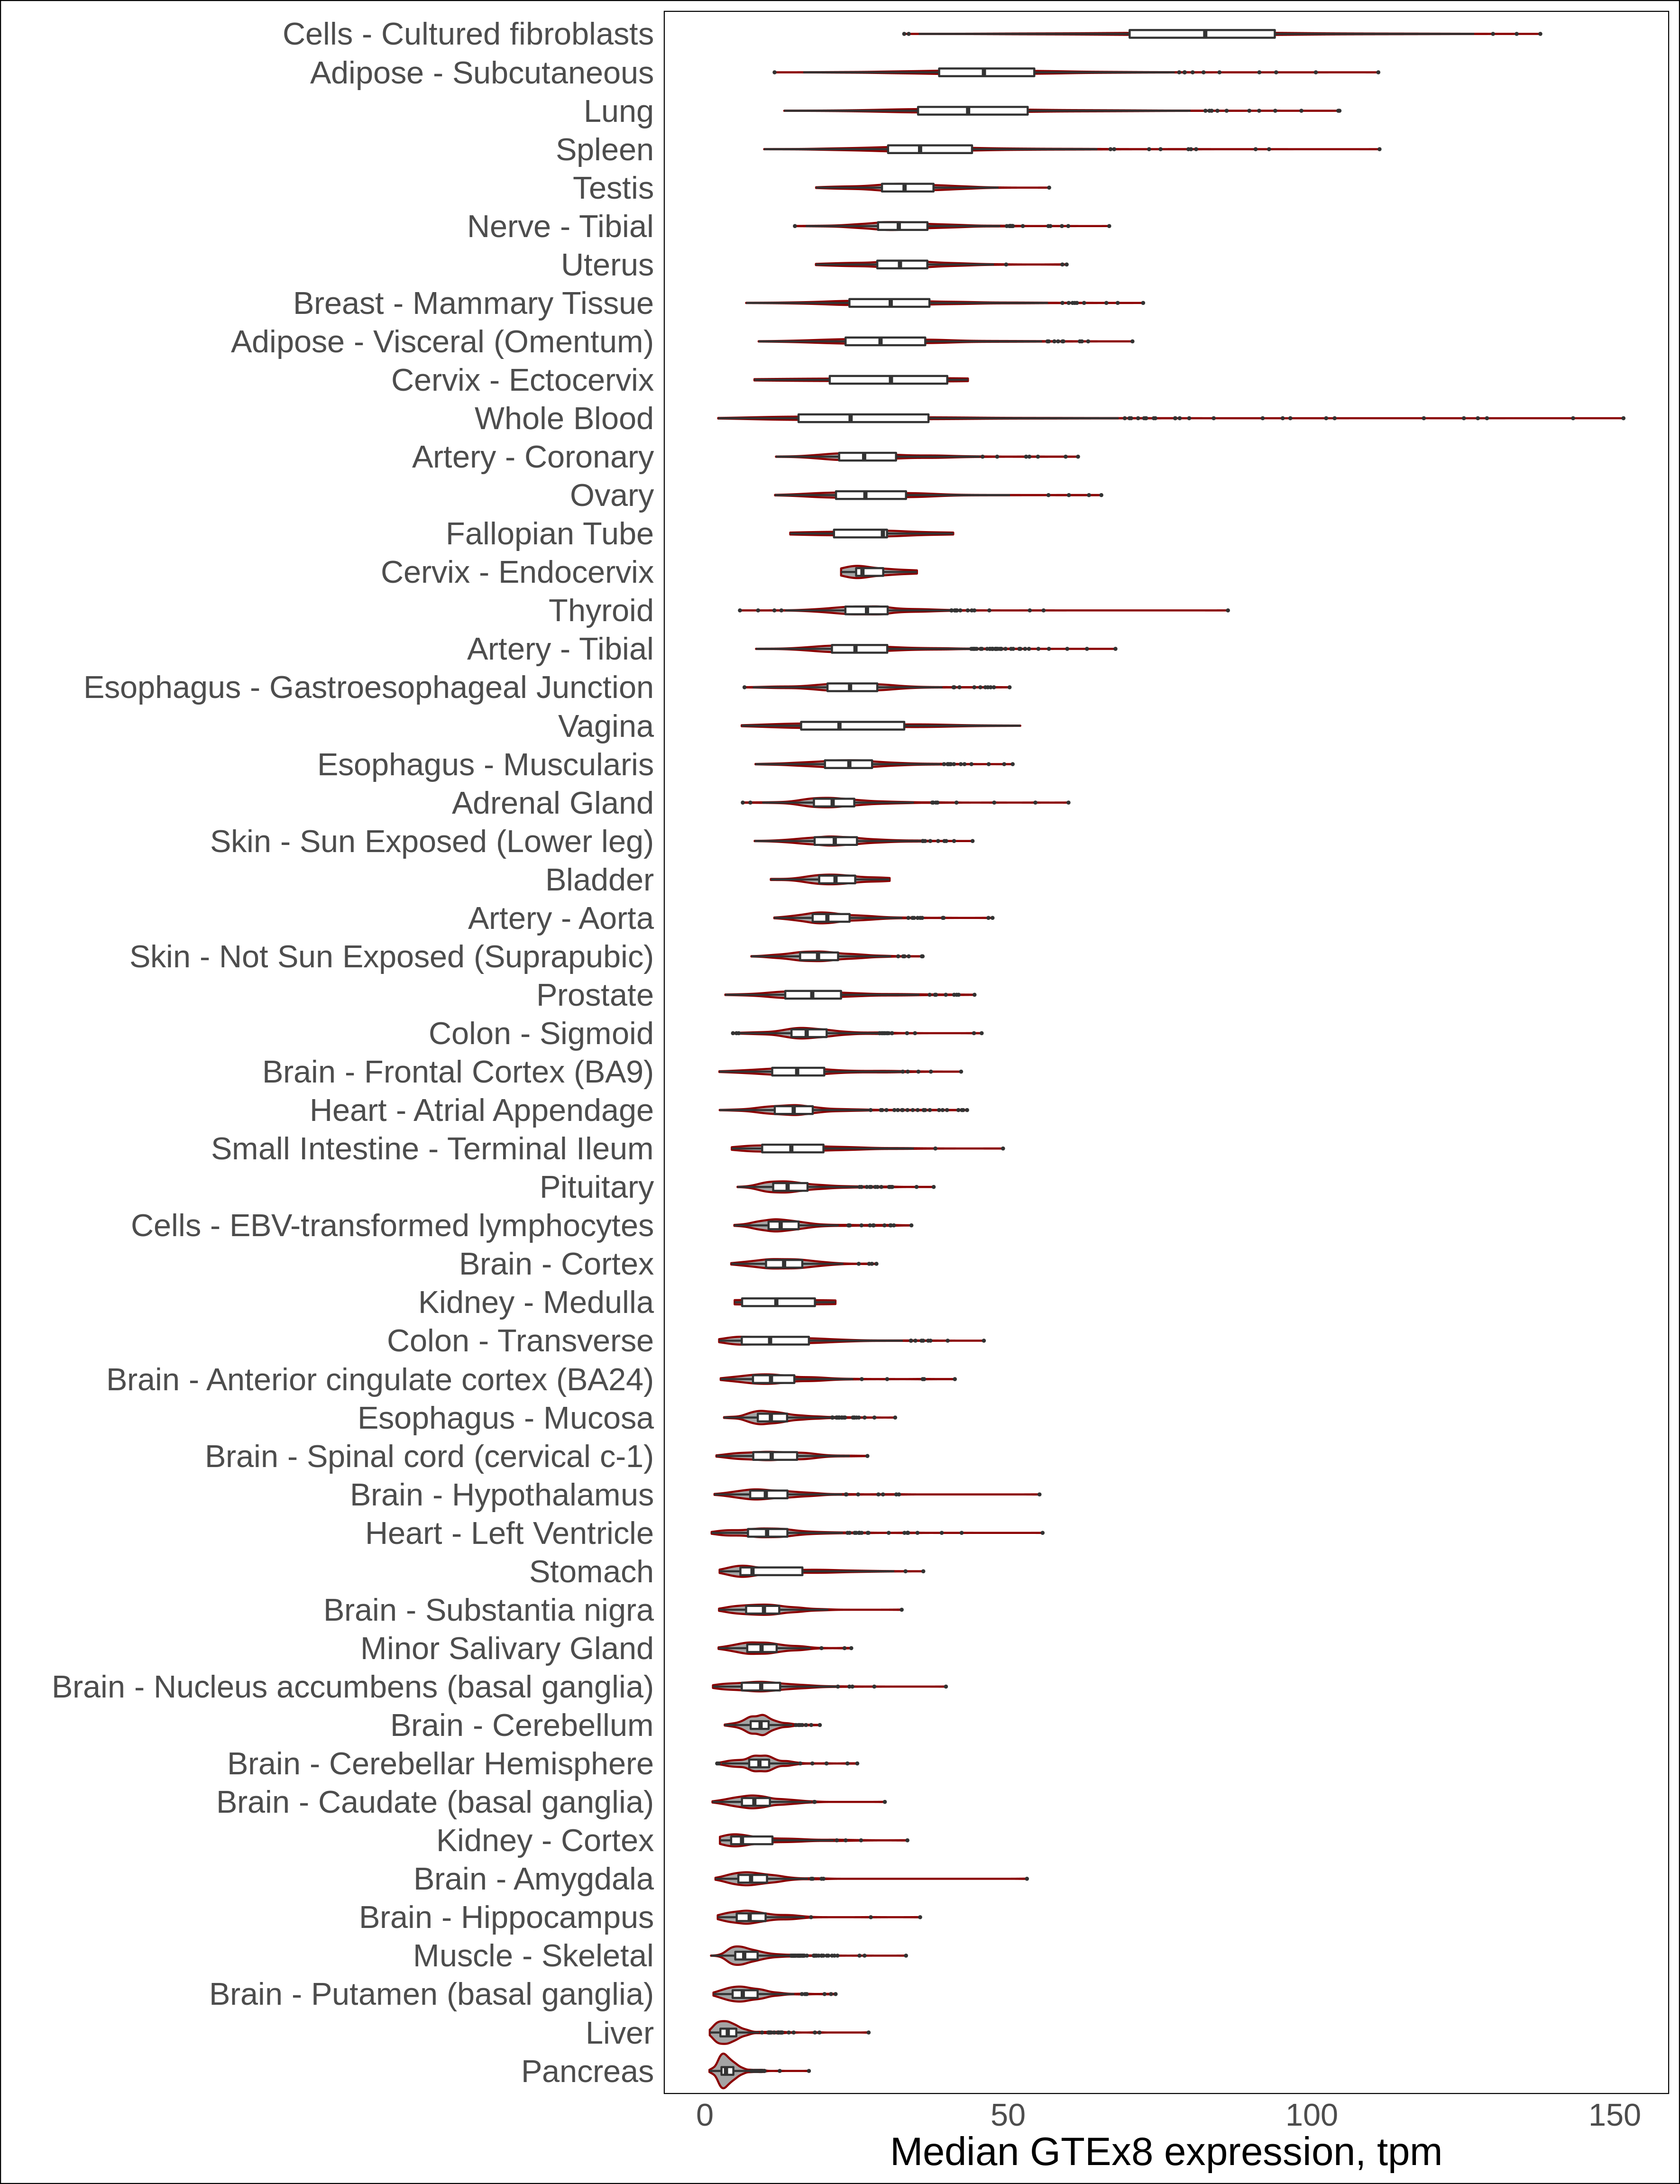 Cells - Cultured fibroblasts
Adipose - Subcutaneous
Lung
Spleen
Testis
Nerve - Tibial
Uterus
Breast - Mammary Tissue
Adipose - Visceral (Omentum)
Cervix - Ectocervix
Whole Blood
Artery - Coronary
Ovary
Fallopian Tube
Cervix - Endocervix
Thyroid
Artery - Tibial
Esophagus - Gastroesophageal Junction
Vagina
Esophagus - Muscularis
Adrenal Gland
Skin - Sun Exposed (Lower leg)
Bladder
Artery - Aorta
Skin - Not Sun Exposed (Suprapubic)
Prostate
Colon - Sigmoid
Brain - Frontal Cortex (BA9)
Heart - Atrial Appendage
Small Intestine - Terminal Ileum
Pituitary
Cells - EBV-transformed lymphocytes
Brain - Cortex
Kidney - Medulla
Colon - Transverse
Brain - Anterior cingulate cortex (BA24)
Esophagus - Mucosa
Brain - Spinal cord (cervical c-1)
Brain - Hypothalamus
Heart - Left Ventricle
Stomach
Brain - Substantia nigra
Minor Salivary Gland
Brain - Nucleus accumbens (basal ganglia)
Brain - Cerebellum
Brain - Cerebellar Hemisphere
Brain - Caudate (basal ganglia)
Kidney - Cortex
Brain - Amygdala
Brain - Hippocampus
Muscle - Skeletal
Brain - Putamen (basal ganglia)
Liver
Pancreas
0 50 100 150
Median GTEx8 expression, tpm